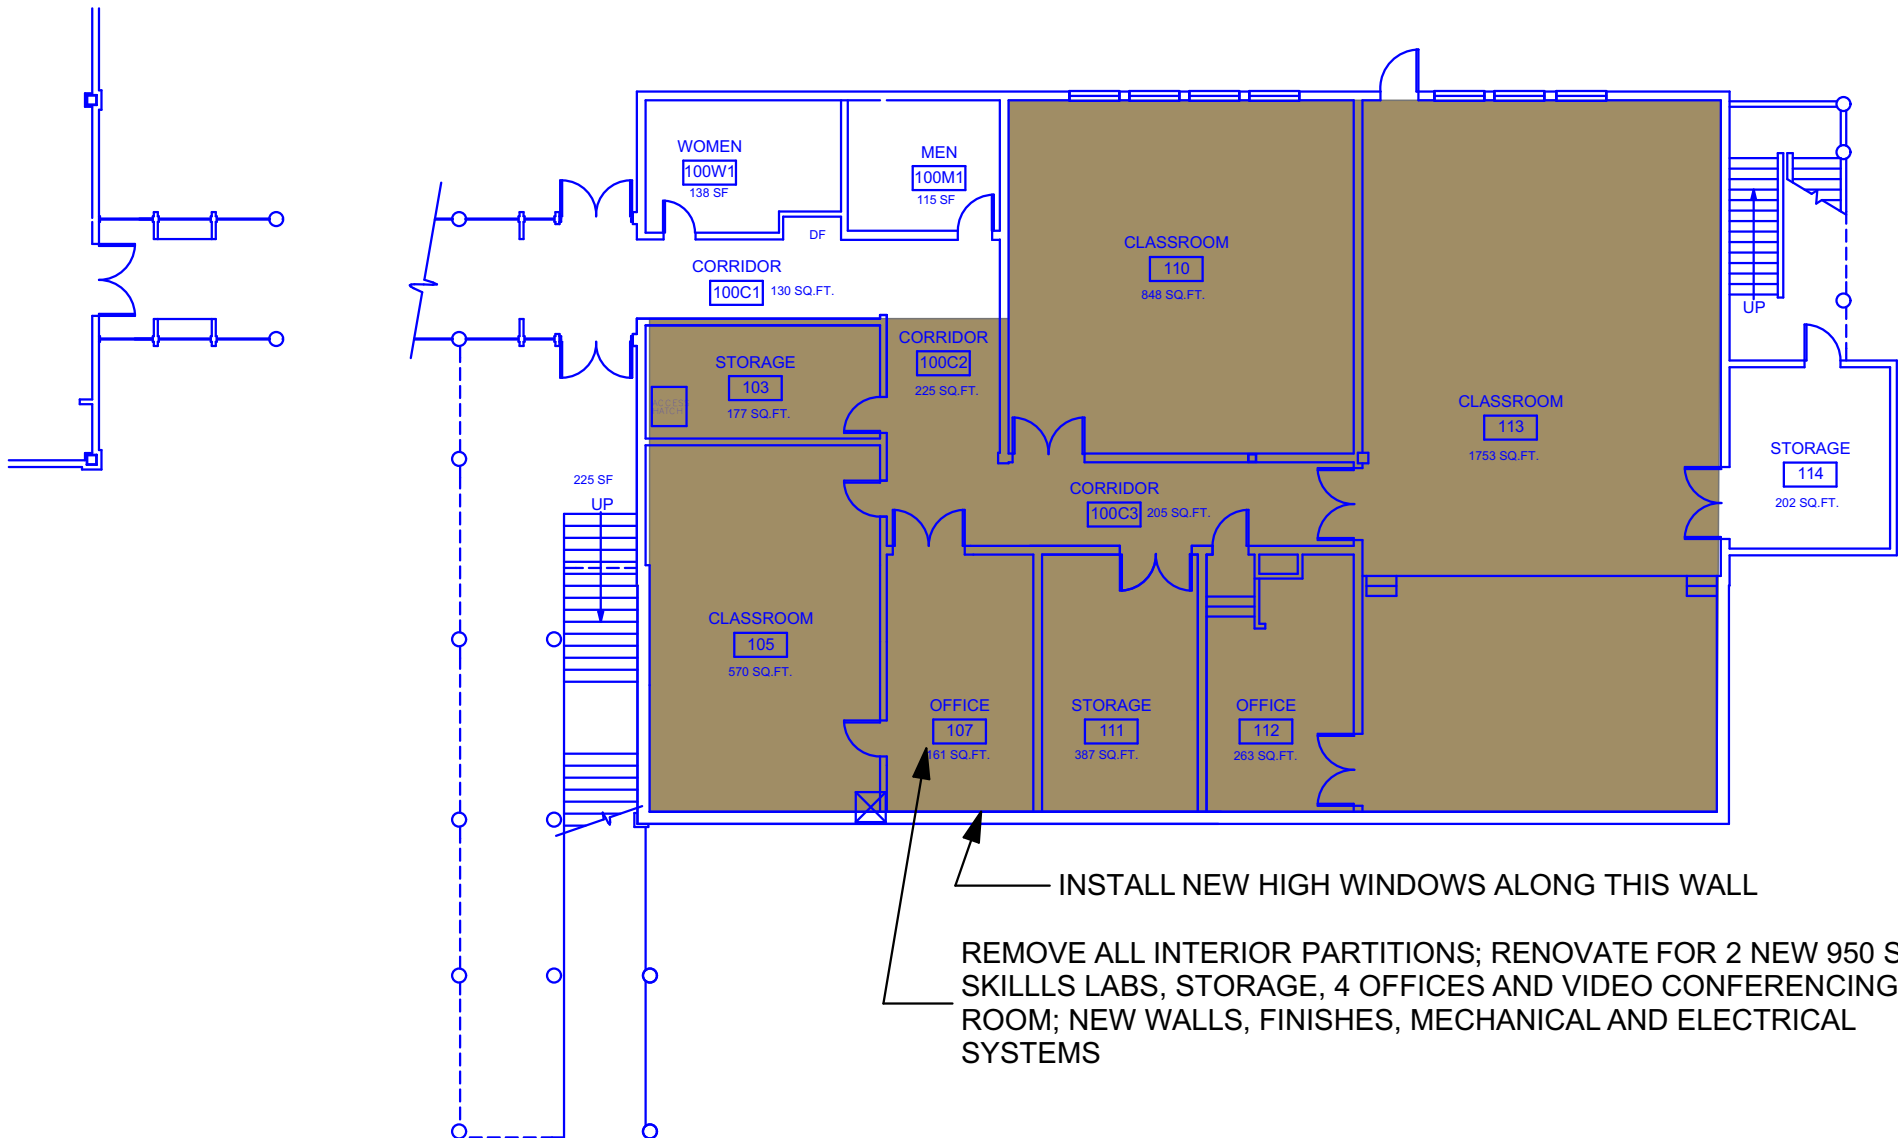 WOMEN
100W1
138 SF
MEN
100M1
115 SF
DF
CORRIDOR
100C1 130 SQ.FT.
CLASSROOM
110
848 SQ.FT.
UP
STORAGE
103
177 SQ.FT.
ACCESS
HATCH
CORRIDOR
100C2
225 SQ.FT.
CLASSROOM
113
1753 SQ.FT.
STORAGE
114
202 SQ.FT.
225 SF
UP
CORRIDOR
100C3 205 SQ.FT.
CLASSROOM
105
570 SQ.FT.
OFFICE
107
161 SQ.FT.
STORAGE
111
387 SQ.FT.
OFFICE
112
263 SQ.FT.
INSTALL NEW HIGH WINDOWS ALONG THIS WALL
REMOVE ALL INTERIOR PARTITIONS; RENOVATE FOR 2 NEW 950 S
SKILLLS LABS, STORAGE, 4 OFFICES AND VIDEO CONFERENCING
ROOM; NEW WALLS, FINISHES, MECHANICAL AND ELECTRICAL
SYSTEMS